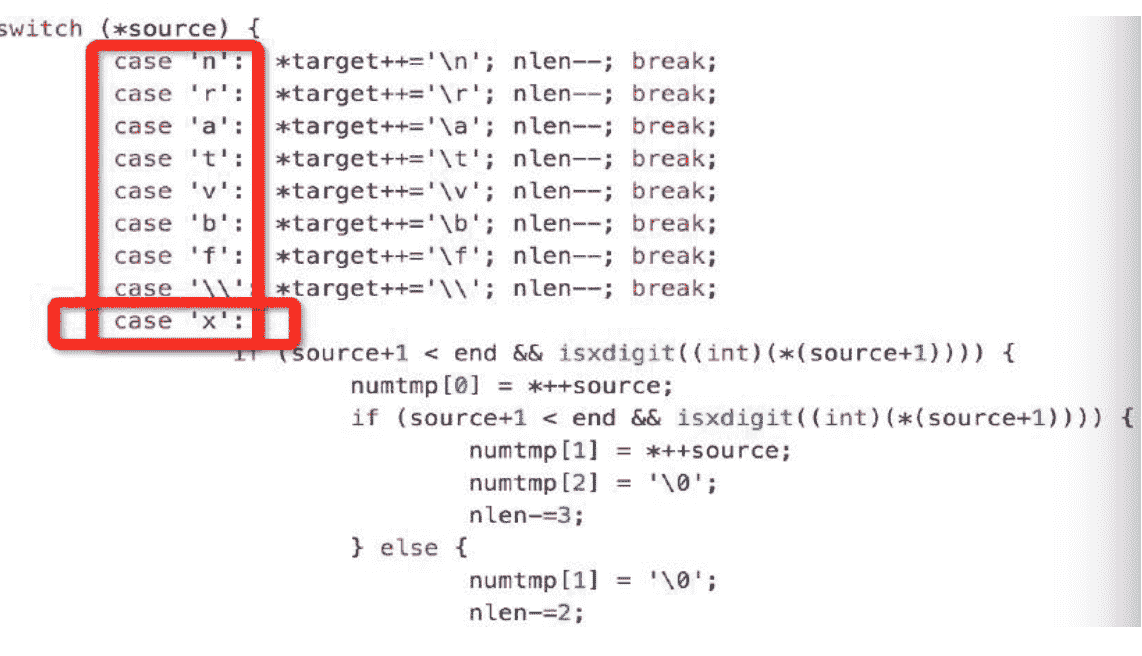 switch (*source) {
case 'n': *target++='\n'; nlen--; break;
case 'r': *target++='\r'; nlen--; break;
case 'a': *target++='\a'; nlen--; break;
case 't': *target++='\t'; nlen--; break;
case 'v': *target++='\v'; nlen--; break;
case 'b': *target++='\b'; nlen--; break;
case 'f': *target++='\f'; nlen--; break;
case '\\': *target++='\\'; nlen--; break;
case 'x':
if (source+1 < end && isxdigit((int)(*(source+1)))) {
numtmp[0] = *++source;
if (source+1 < end && isxdigit((int)(*(source+1)))) {
numtmp[1] = *++source;
numtmp[2] = '\0';
nlen-=3;
} else {
numtmp[1] = '\0';
nlen-=2;